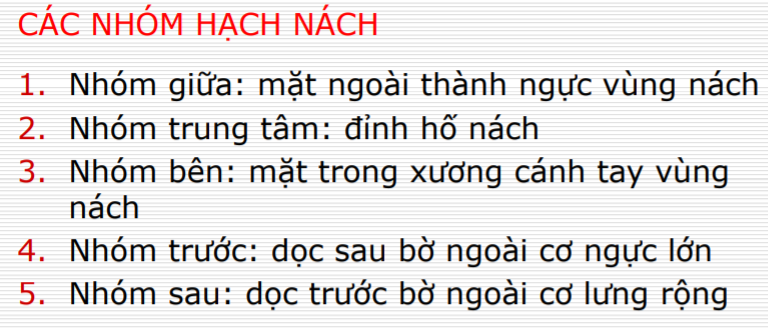 CÁC NHÓM HẠCH NÁCH
1. Nhóm giữa: mặt ngoài thành ngực vùng nách
2. Nhóm trung tâm: đỉnh hố nách
3. Nhóm bên: mặt trong xương cánh tay vùng
nách
4. Nhóm trước: dọc sau bờ ngoài cơ ngực lớn
5. Nhóm sau: dọc trước bờ ngoài cơ lưng rộng